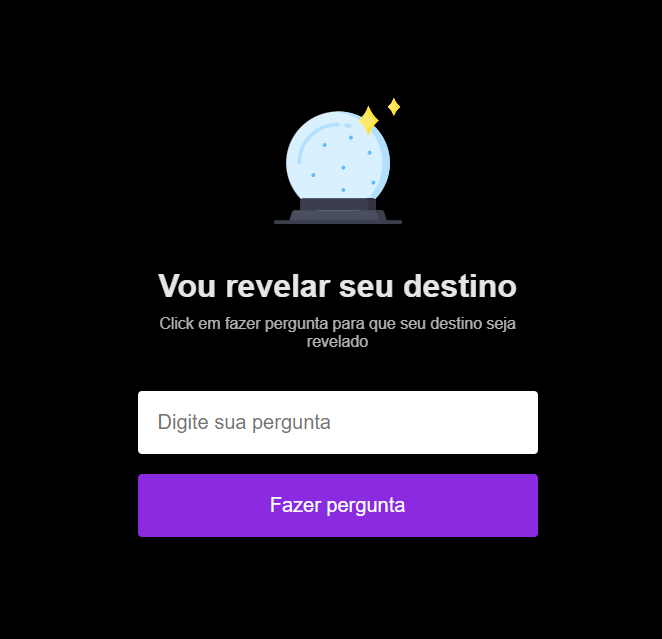 Vou revelar seu destino
Click em fazer pergunta para que seu destino seja
revelado
Digite sua pergunta
Fazer pergunta